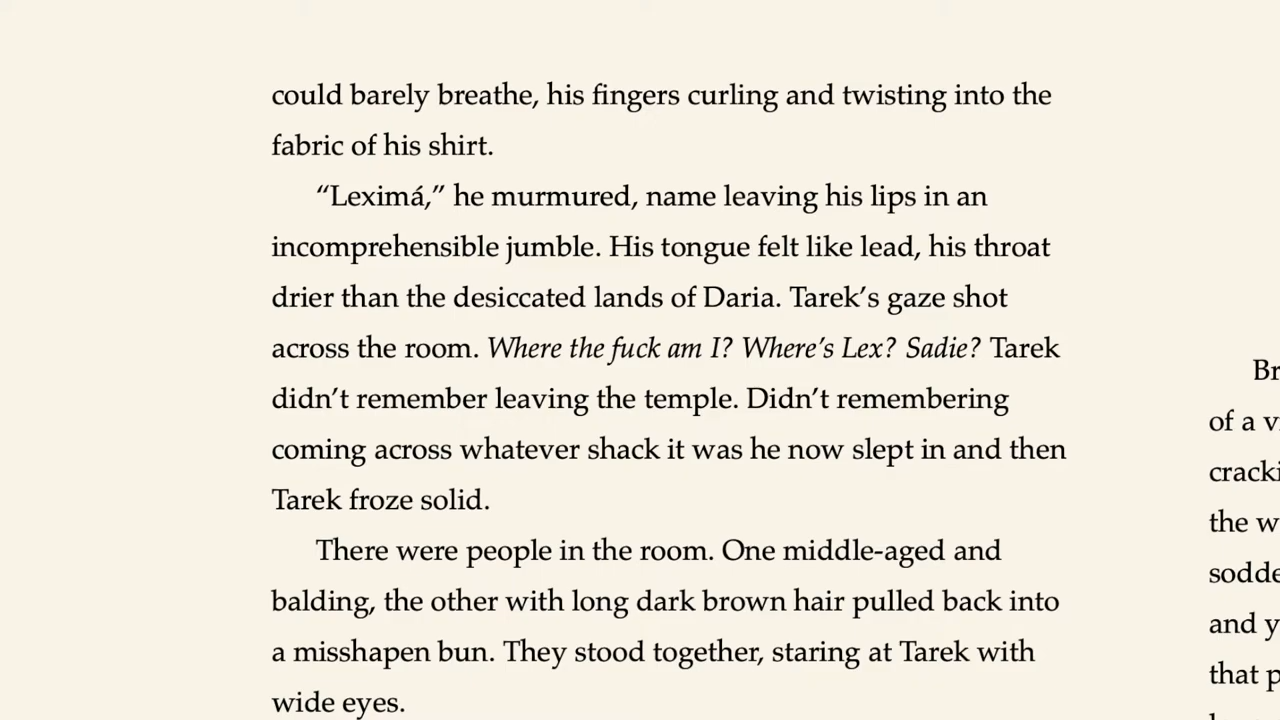 could barely breathe, his fingers curling and twisting into the
fabric of his shirt.
“Leximá,” he murmured, name leaving his lips in an
incomprehensible jumble. His tongue felt like lead, his throat
drier than the desiccated lands of Daria. Tarek’s gaze shot
across the room. Where the fuck am I? Where’s Lex? Sadie? Tarek
didn’t remember leaving the temple. Didn’t remembering
coming across whatever shack it was he now slept in and then
Tarek froze solid.
There were people in the room. One middle-aged and
balding, the other with long dark brown hair pulled back into
a misshapen bun. They stood together, staring at Tarek with
wide eyes.
of a
the
and
that